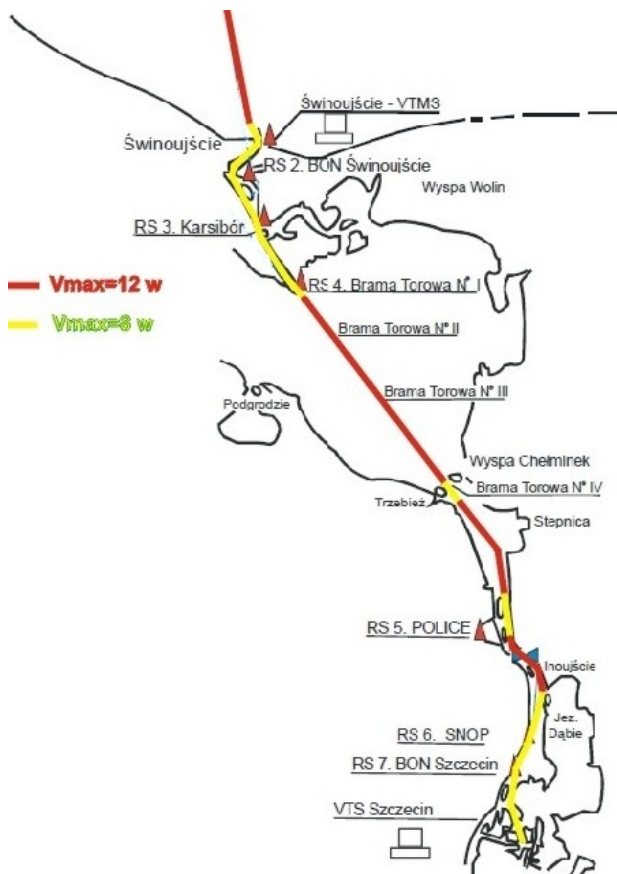 Świnoujście - VTMS
Świnoujście
RS 2. BON Świnoujście
Wyspa Wolin
RS 3. Karsibór
RS 4. Brama Torowa N° I
Vmax=12 w
Vmax=8 w
Brama Torowa N° II
Brama Torowa N° III
Podgrodzie
Wyspa Chełminek
Brama Torowa N° IV
Trzebież
Stepnica
RS 5. POLICE
Inoujście
Jez.
Dąbie
RS 6. SNOP
RS 7. BON Szczecin
VTS Szczecin